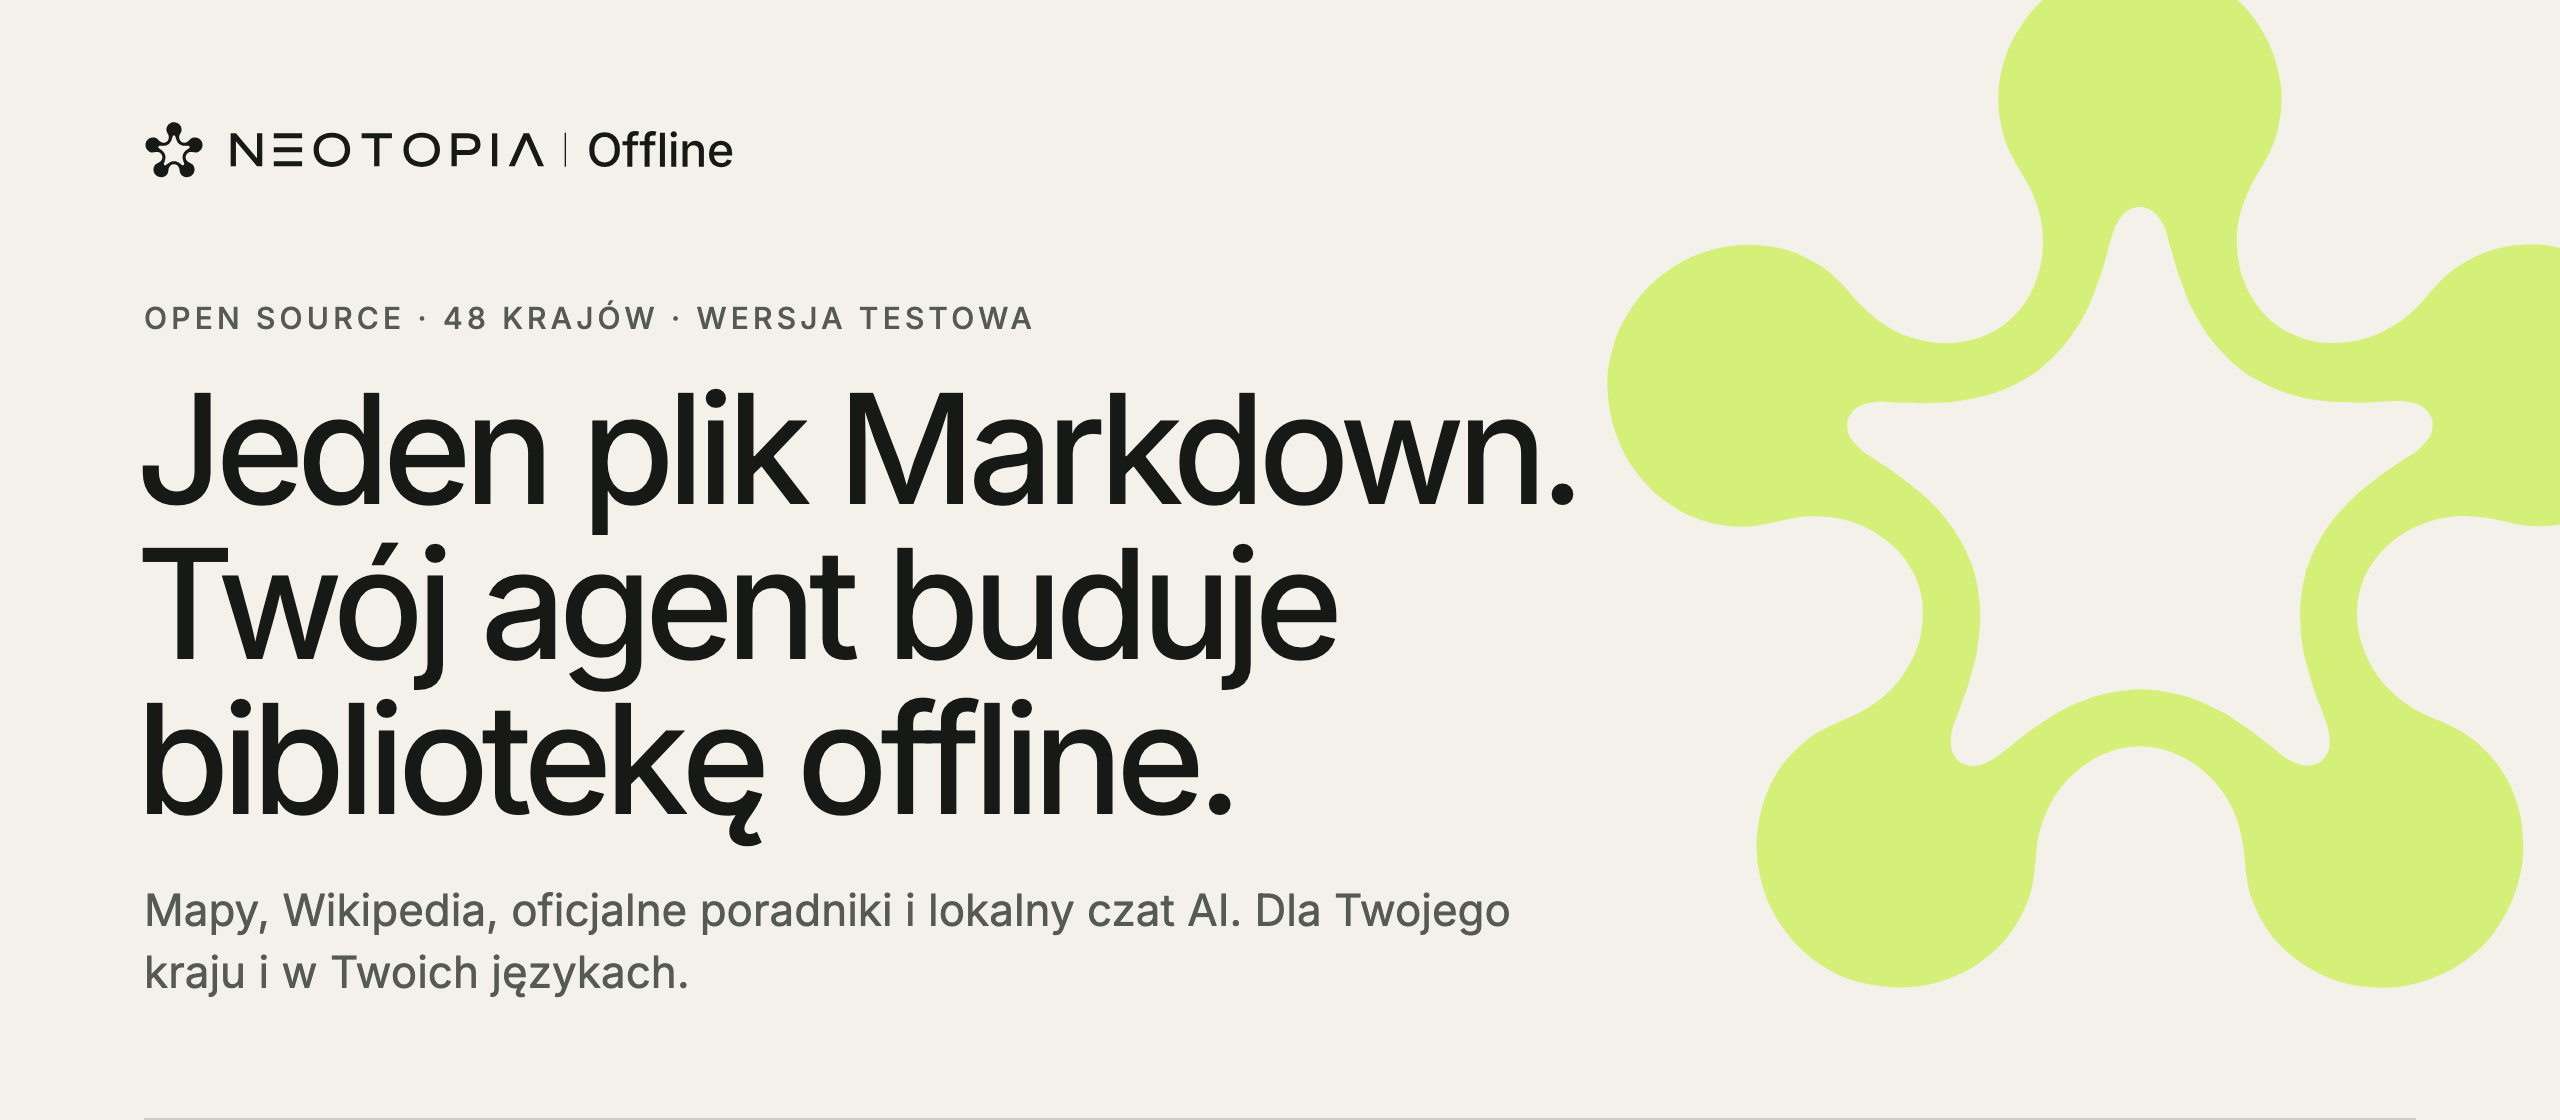 NEOTOPIA | Offline
OPEN SOURCE · 48 KRAJÓW · WERSJA TESTOWA
Jeden plik Markdown.
Twój agent buduje
bibliotekę offline.
Mapy, Wikipedia, oficjalne poradniki i lokalny czat AI. Dla Twojego
kraju i w Twoich językach.